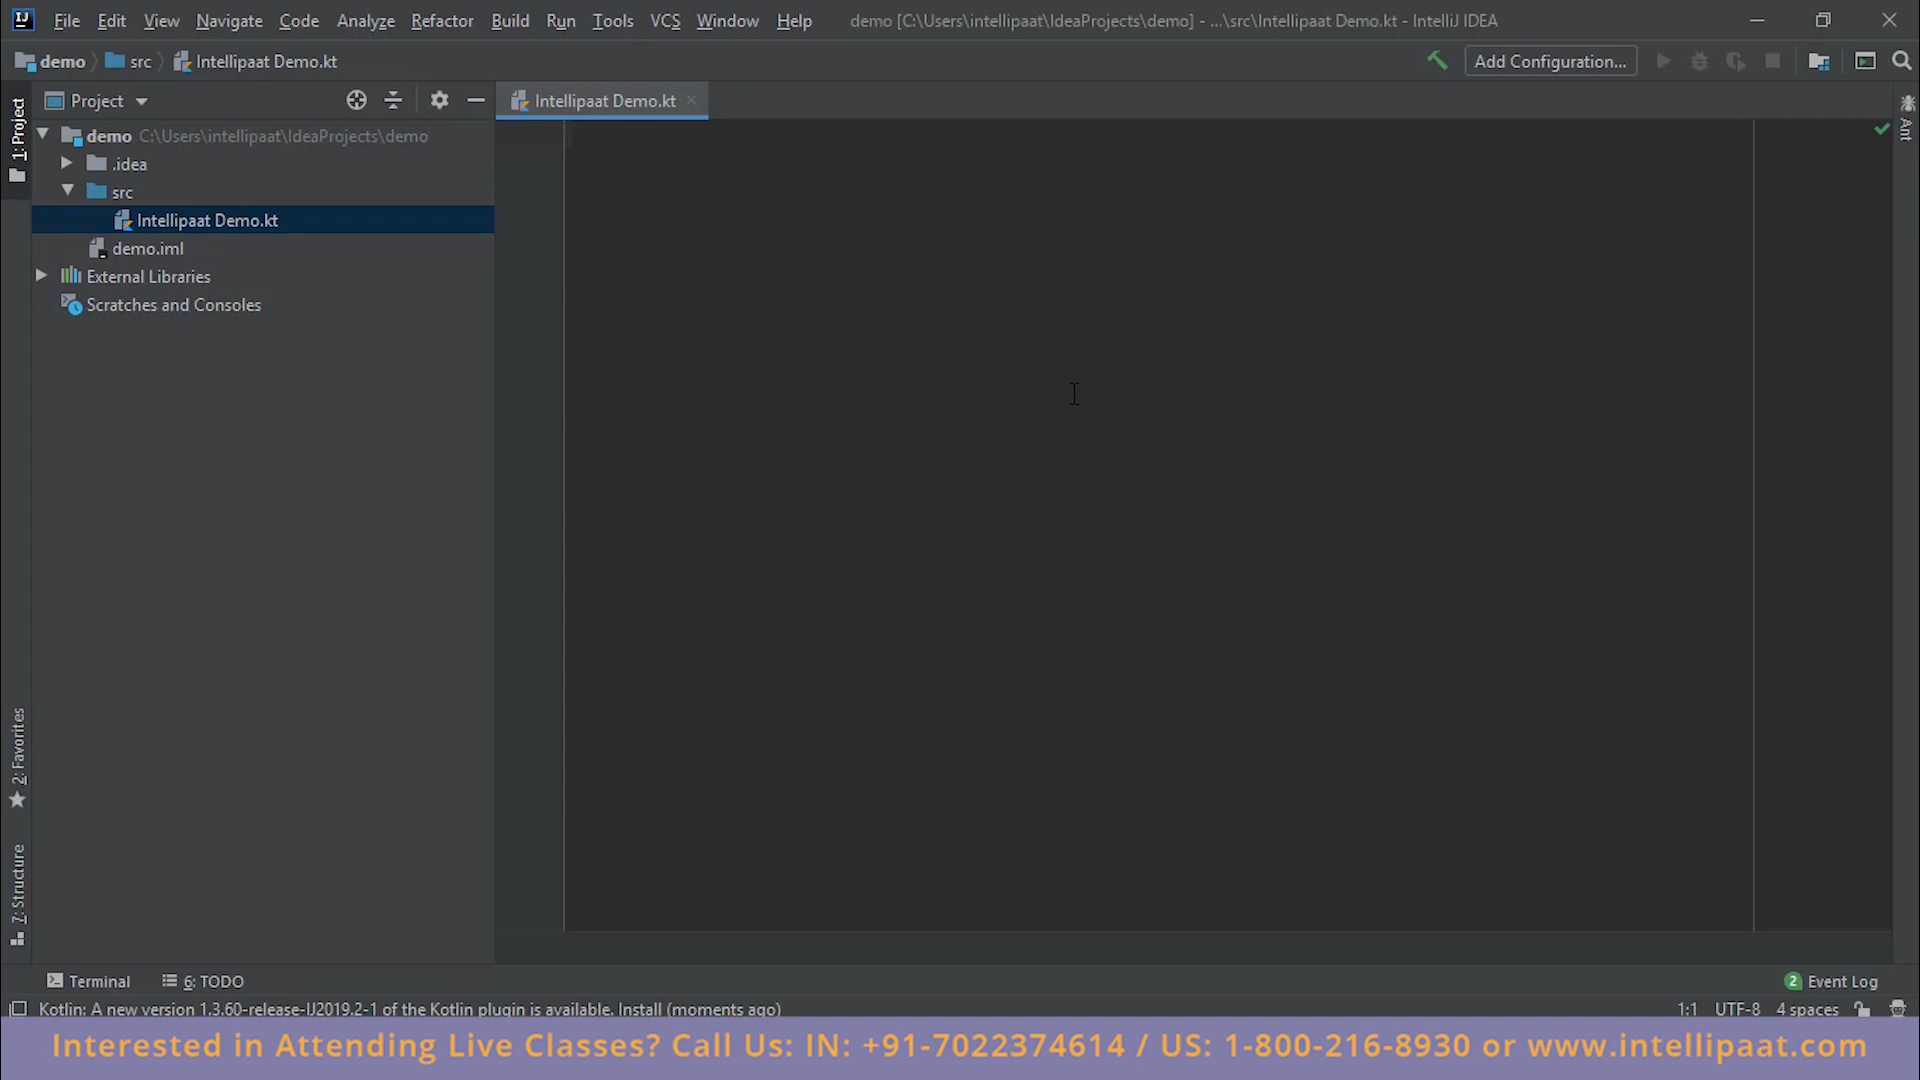 File Edit View Navigate Code Analyze Refactor Build Run Tools VCS Window Help demo [C:\Users\intellipaat\IdeaProjects\demo] - ...\src\Intellipaat Demo.kt - IntelliJ IDEA
demo src Intellipaat Demo.kt Add Configuration...
Project Intellipaat Demo.kt
1: Project
Ant
demo C:\Users\intellipaat\IdeaProjects\demo
.idea
src
Intellipaat Demo.kt
demo.iml
External Libraries
Scratches and Consoles
2: Favorites
7: Structure
Terminal 6: TODO 2 Event Log
Kotlin: A new version 1.3.60-release-IJ2019.2-1 of the Kotlin plugin is available. Install (moments ago) 1:1 UTF-8 4 spaces
Interested in Attending Live Classes? Call Us: IN: +91-7022374614 / US: 1-800-216-8930 or www.intellipaat.com